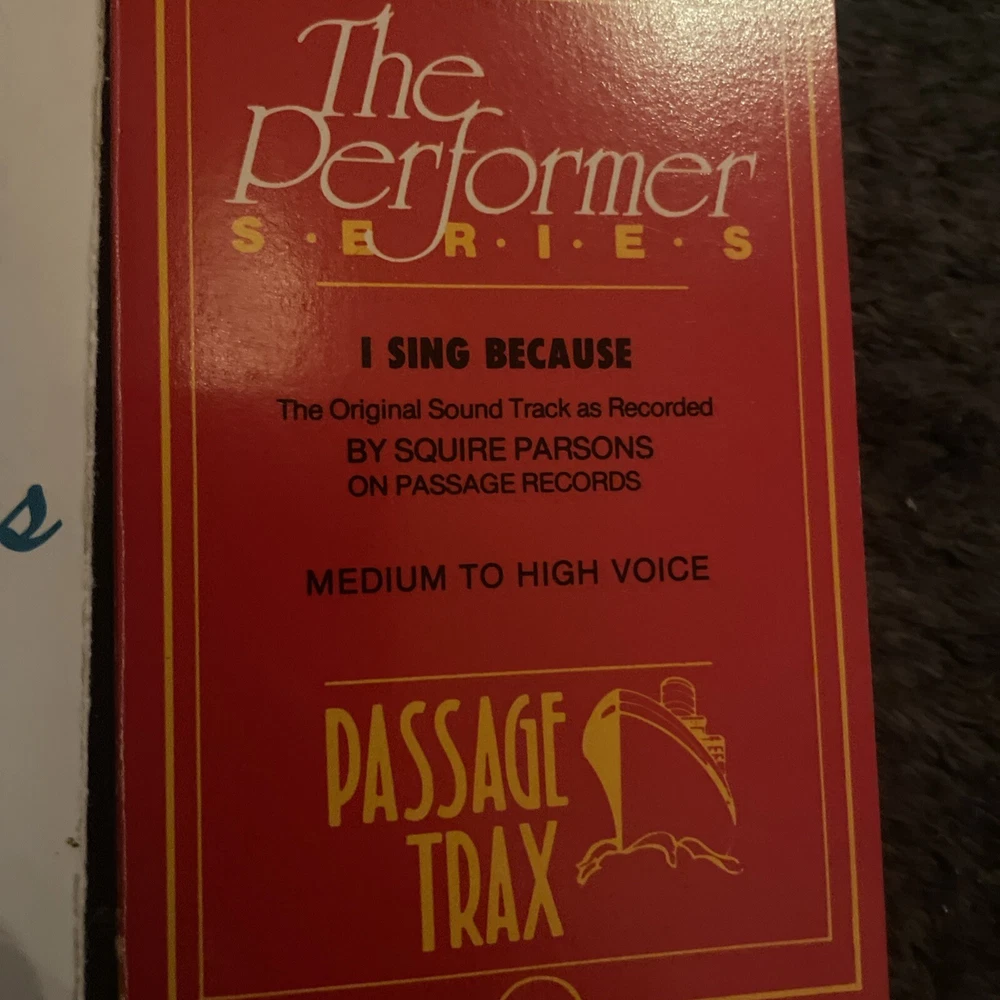 The
Performer
S·E·R·I·E·S
I SING BECAUSE
The Original Sound Track as Recorded
BY SQUIRE PARSONS
ON PASSAGE RECORDS
MEDIUM TO HIGH VOICE
PASSAGE
TRAX
s